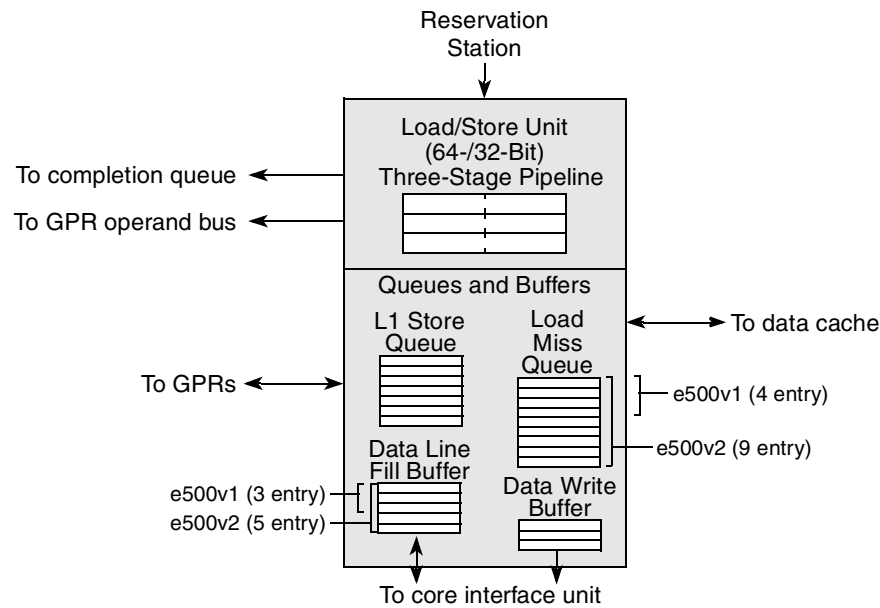 Reservation
Station
Load/Store Unit
(64-/32-Bit)
Three-Stage Pipeline
To completion queue
To GPR operand bus
Queues and Buffers
L1 Store
Queue
Load
Miss
Queue
To data cache
To GPRs
e500v1 (4 entry)
e500v2 (9 entry)
Data Line
Fill Buffer
Data Write
Buffer
e500v1 (3 entry)
e500v2 (5 entry)
To core interface unit